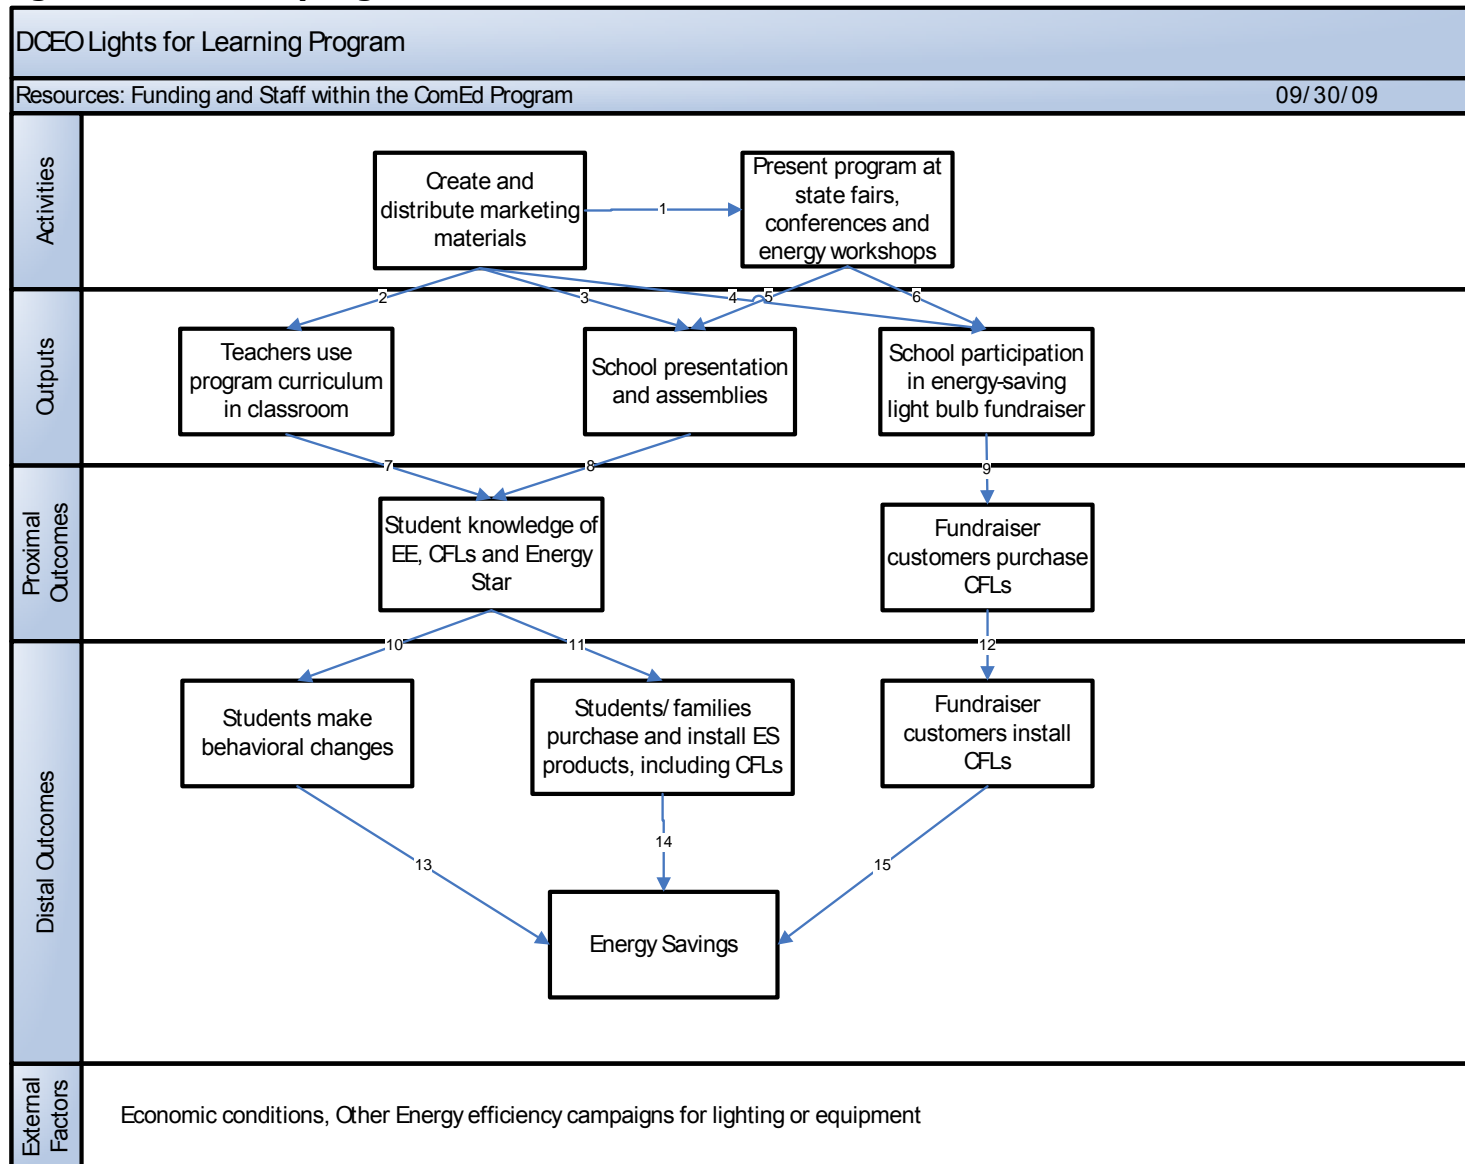 DCEO Lights for Learning Program
Resources: Funding and Staff within the ComEd Program
09/30/09
Activities
Create and
distribute marketing
materials
1
Present program at
state fairs,
conferences and
energy workshops
2
3
4
5
6
Outputs
Teachers use
program curriculum
in classroom
School presentation
and assemblies
School participation
in energy-saving
light bulb fundraiser
7
8
9
Proximal
Outcomes
Student knowledge of
EE, CFLs and Energy
Star
Fundraiser
customers purchase
CFLs
10
11
12
Distal Outcomes
Students make
behavioral changes
Students/ families
purchase and install ES
products, including CFLs
Fundraiser
customers install
CFLs
13
14
15
Energy Savings
External
Factors
Economic conditions, Other Energy efficiency campaigns for lighting or equipment